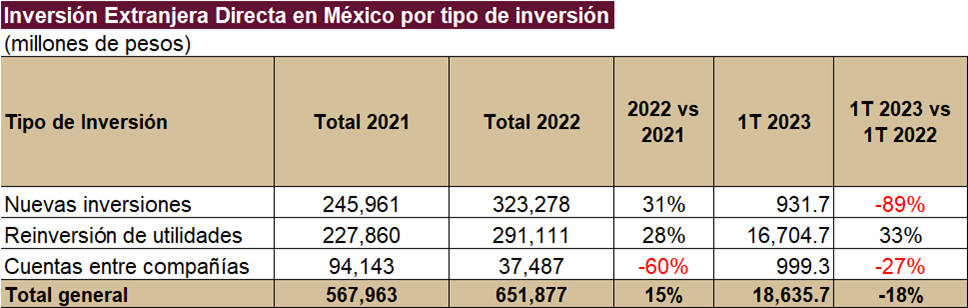 Inversión Extranjera Directa en México por tipo de inversión
(millones de pesos)
Tipo de Inversión Total 2021 Total 2022 2022 vs 2021 1T 2023 1T 2023 vs 1T 2022
Nuevas inversiones 245,961 323,278 31% 931.7 -89%
Reinversión de utilidades 227,860 291,111 28% 16,704.7 33%
Cuentas entre compañías 94,143 37,487 -60% 999.3 -27%
Total general 567,963 651,877 15% 18,635.7 -18%